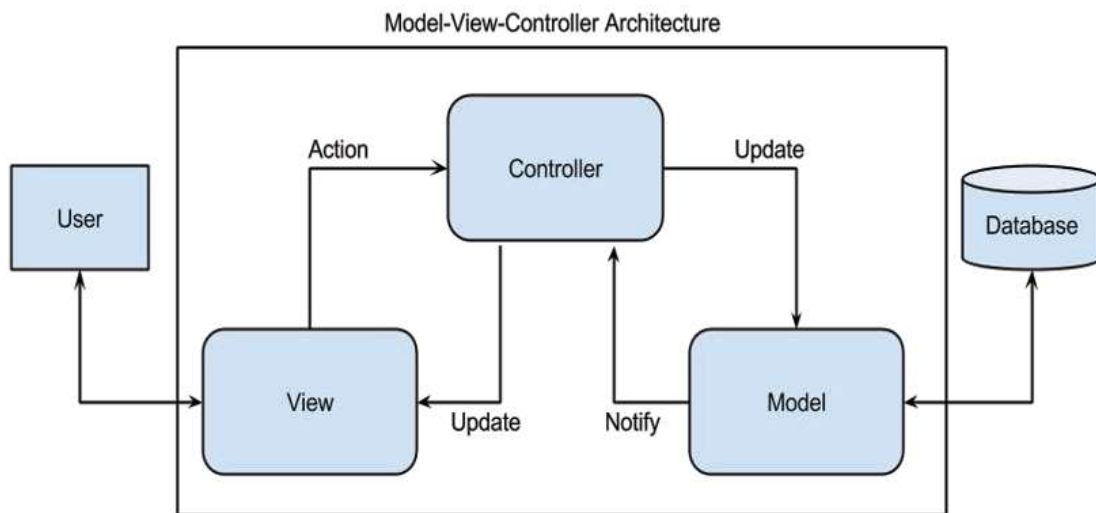 Model-View-Controller Architecture
Action
Controller
Update
User
Database
View
Update
Notify
Model